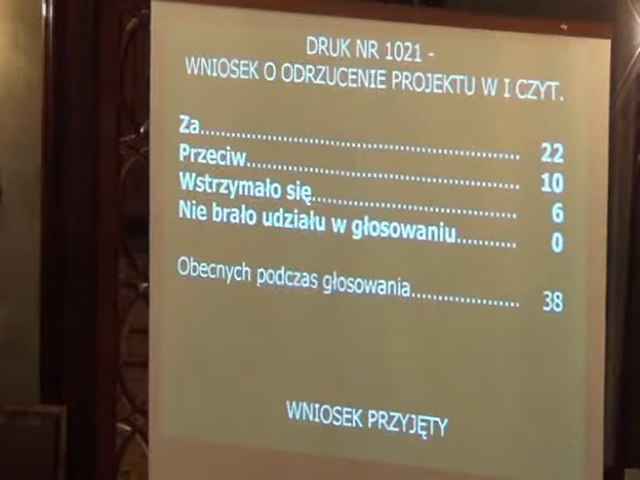 DRUK NR 1021 -
WNIOSEK O ODRZUCENIE PROJEKTU W I CZYT.
Za.................................................... 22
Przeciw............................................. 10
Wstrzymało się.................................. 6
Nie brało udziału w głosowaniu.......... 0
Obecnych podczas głosowania................... 38
WNIOSEK PRZYJĘTY